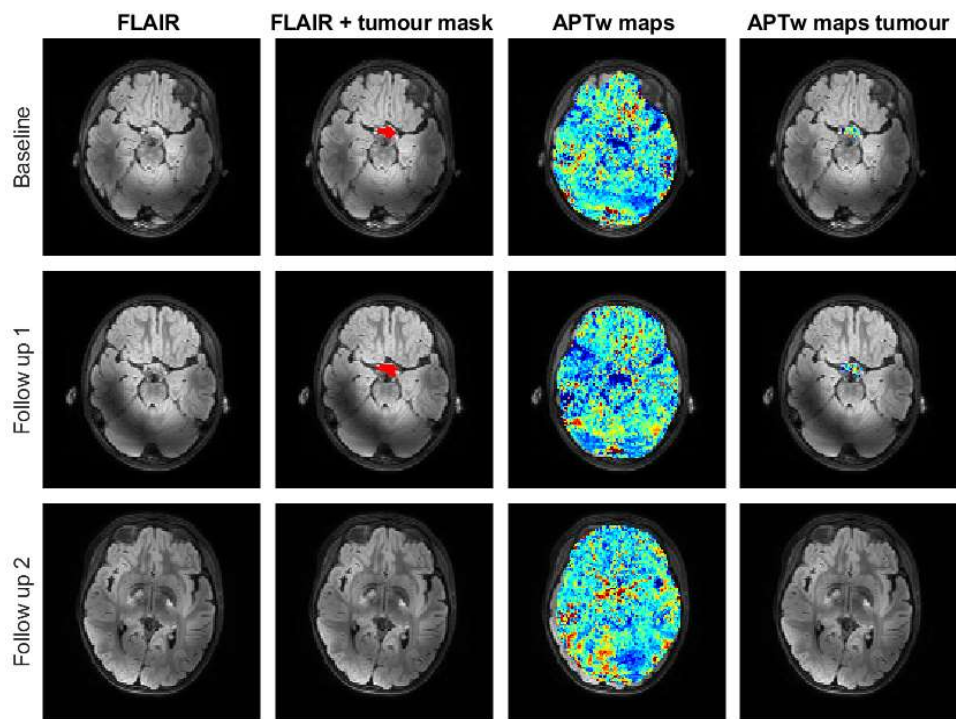 FLAIR
FLAIR + tumour mask
APTw maps
APTw maps tumour
Baseline
Follow up 1
Follow up 2